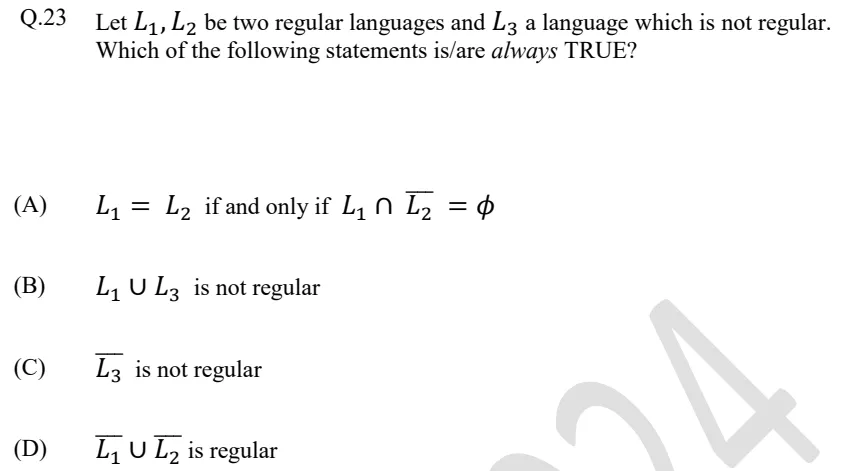 Q.23 Let L₁, L₂ be two regular languages and L₃ a language which is not regular.
Which of the following statements is/are always TRUE?
(A) L₁ = L₂ if and only if L₁ ∩ L̅₂ = ϕ
(B) L₁ ∪ L₃ is not regular
(C) L̅₃ is not regular
(D) L̅₁ ∪ L̅₂ is regular